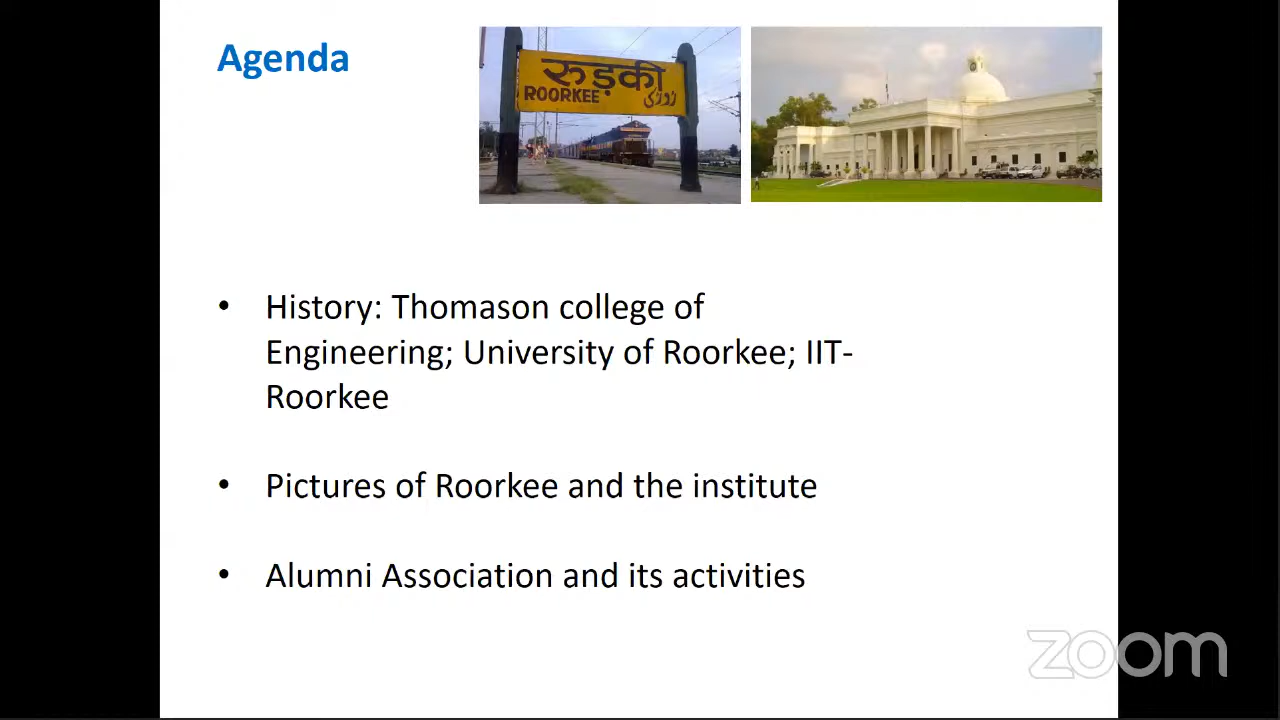 Agenda
रुड़की
ROORKEE
رُوڑکی
• History: Thomason college of
Engineering; University of Roorkee; IIT-
Roorkee
• Pictures of Roorkee and the institute
• Alumni Association and its activities
zoom